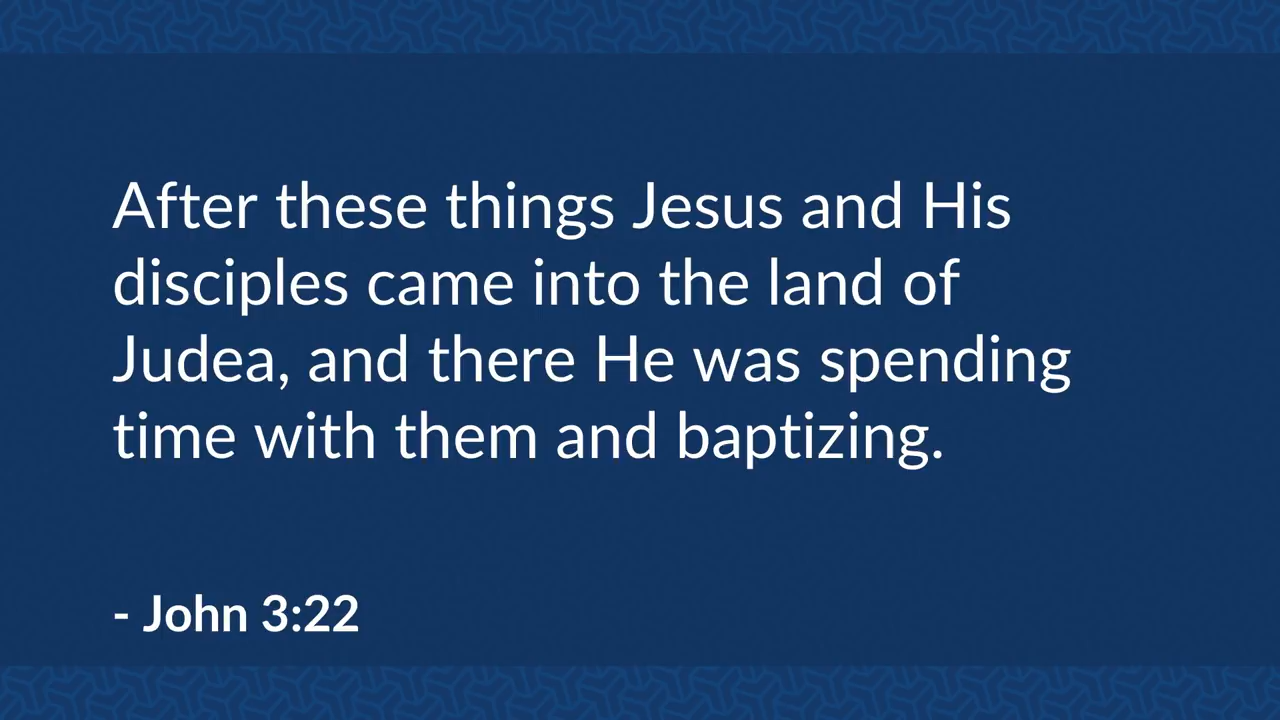 After these things Jesus and His
disciples came into the land of
Judea, and there He was spending
time with them and baptizing.
- John 3:22